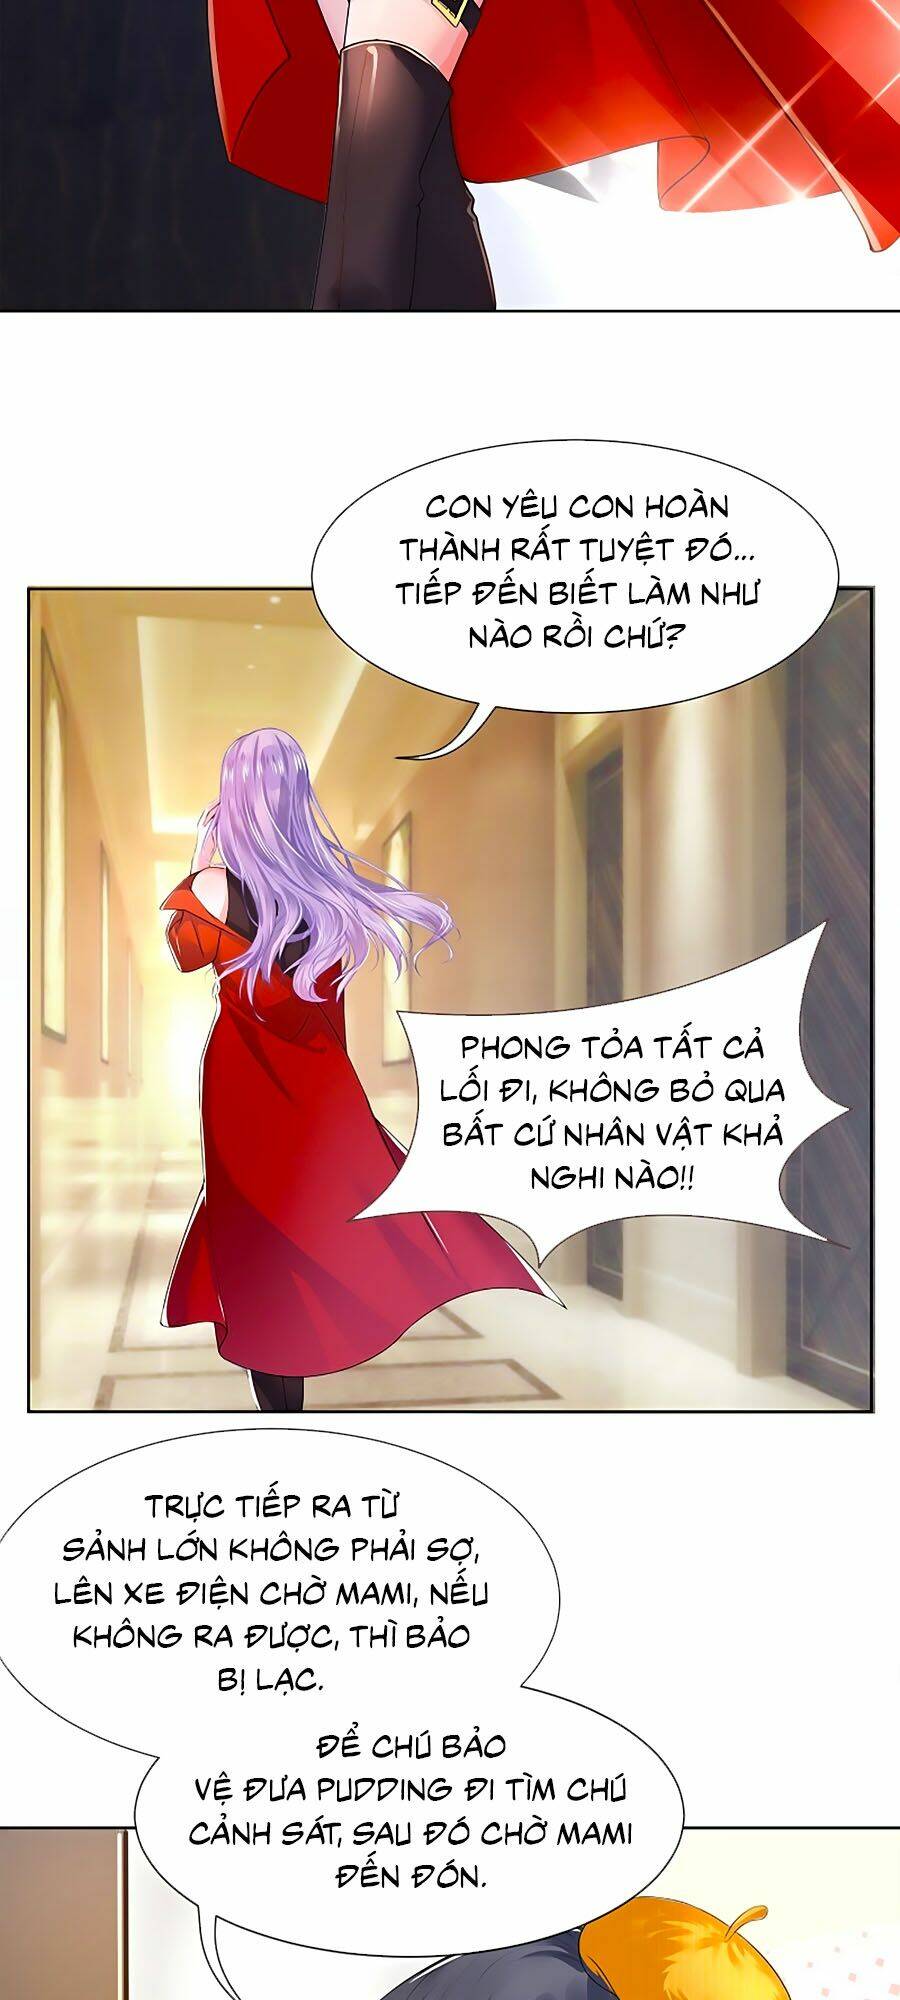 CON YÊU CON HOÀN
THÀNH RẤT TUYỆT ĐÓ...
TIẾP ĐẾN BIẾT LÀM NHƯ
NÀO RỒI CHỨ?
PHONG TỎA TẤT CẢ
LỐI ĐI, KHÔNG BỎ QUA
BẤT CỨ NHÂN VẬT KHẢ
NGHI NÀO!!
TRỰC TIẾP RA TỪ
SẢNH LỚN KHÔNG PHẢI SỢ,
LÊN XE ĐIỆN CHỜ MAMI, NẾU
KHÔNG RA ĐƯỢC, THÌ BẢO
BỊ LẠC.
ĐỂ CHÚ BẢO
VỆ ĐƯA PUDDING ĐI TÌM CHÚ
CẢNH SÁT, SAU ĐÓ CHỜ MAMI
ĐẾN ĐÓN.